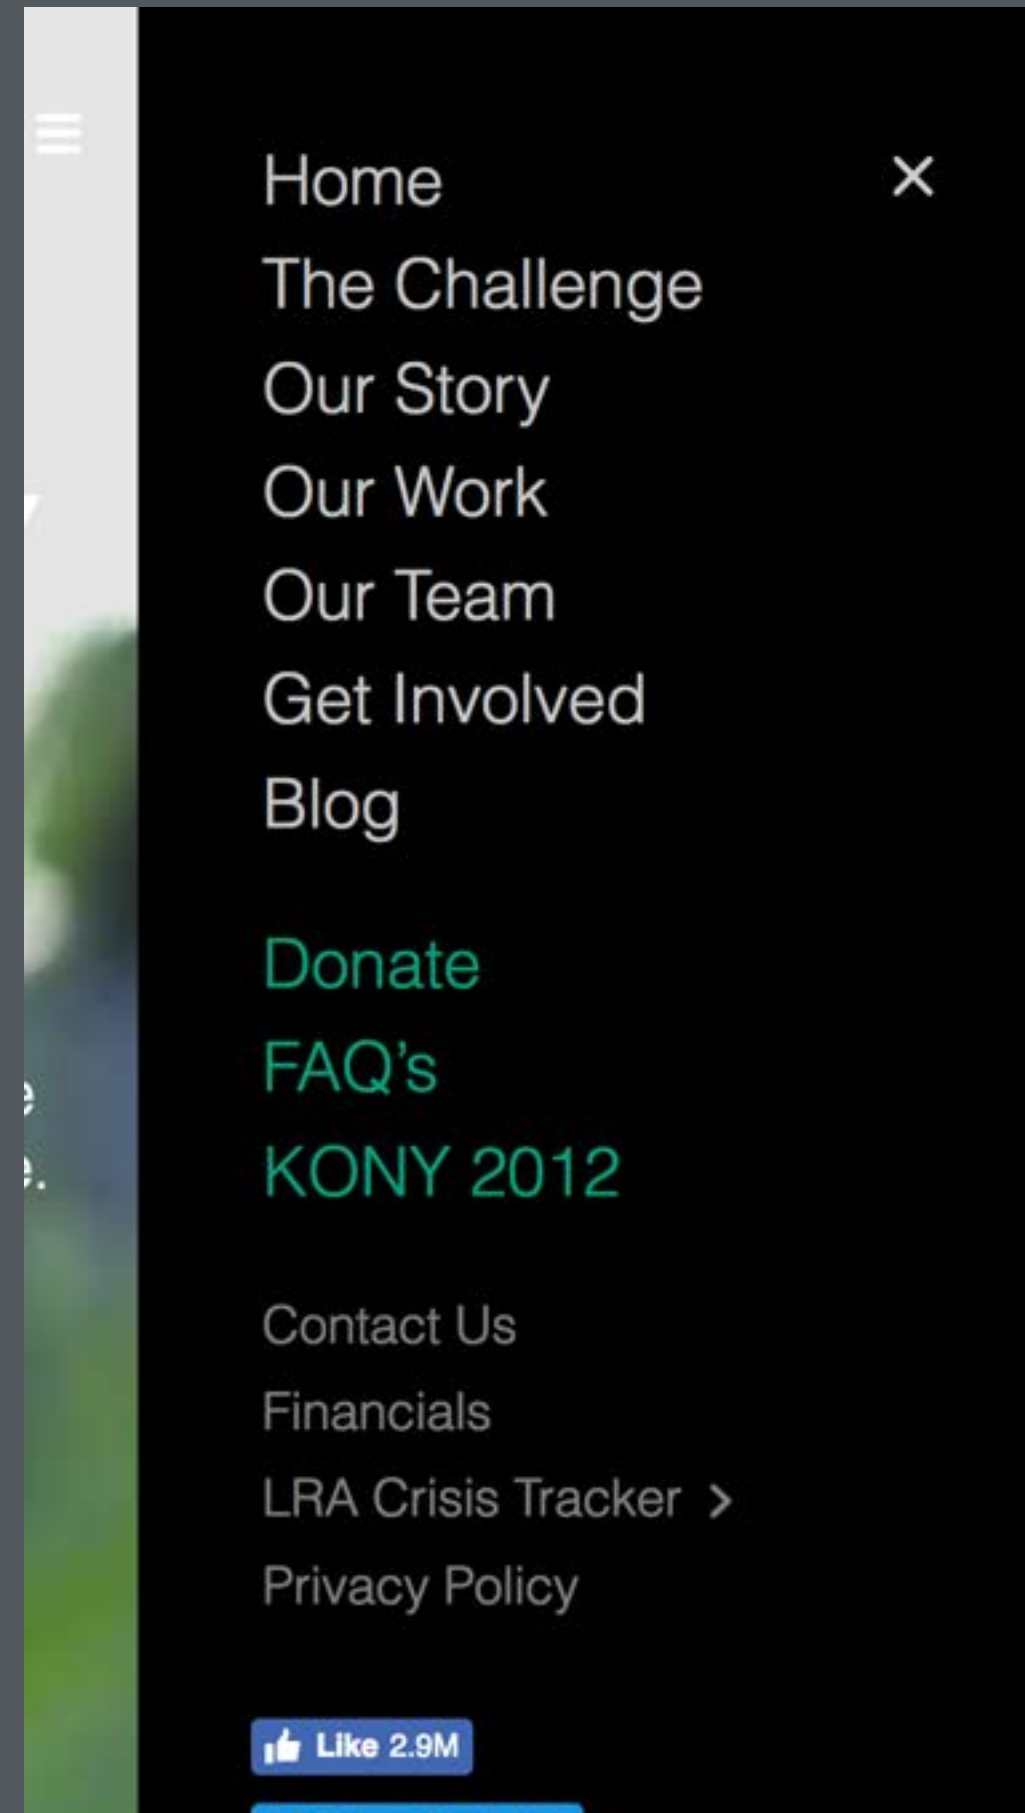 Home
The Challenge
Our Story
Our Work
Our Team
Get Involved
Blog
Donate
FAQ’s
KONY 2012
Contact Us
Financials
LRA Crisis Tracker >
Privacy Policy
Like 2.9M